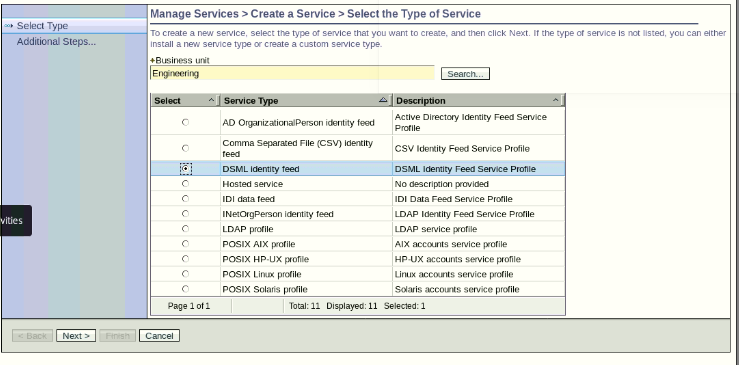 Manage Services > Create a Service > Select the Type of Service
Select Type
Additional Steps...
To create a new service, select the type of service that you want to create, and then click Next. If the type of service is not listed, you can either
install a new service type or create a custom service type.
*Business unit
Engineering
Search...
Select Service Type Description
AD OrganizationalPerson identity feed Active Directory Identity Feed Service
Profile
Comma Separated File (CSV) identity
feed CSV Identity Feed Service Profile
DSML identity feed DSML Identity Feed Service Profile
Hosted service No description provided
IDI data feed IDI Data Feed Service Profile
INetOrgPerson identity feed LDAP Identity Feed Service Profile
LDAP profile LDAP service profile
POSIX AIX profile AIX accounts service profile
POSIX HP-UX profile HP-UX accounts service profile
POSIX Linux profile Linux accounts service profile
POSIX Solaris profile Solaris accounts service profile
Page 1 of 1 Total: 11 Displayed: 11 Selected: 1
vities
< Back Next > Finish Cancel